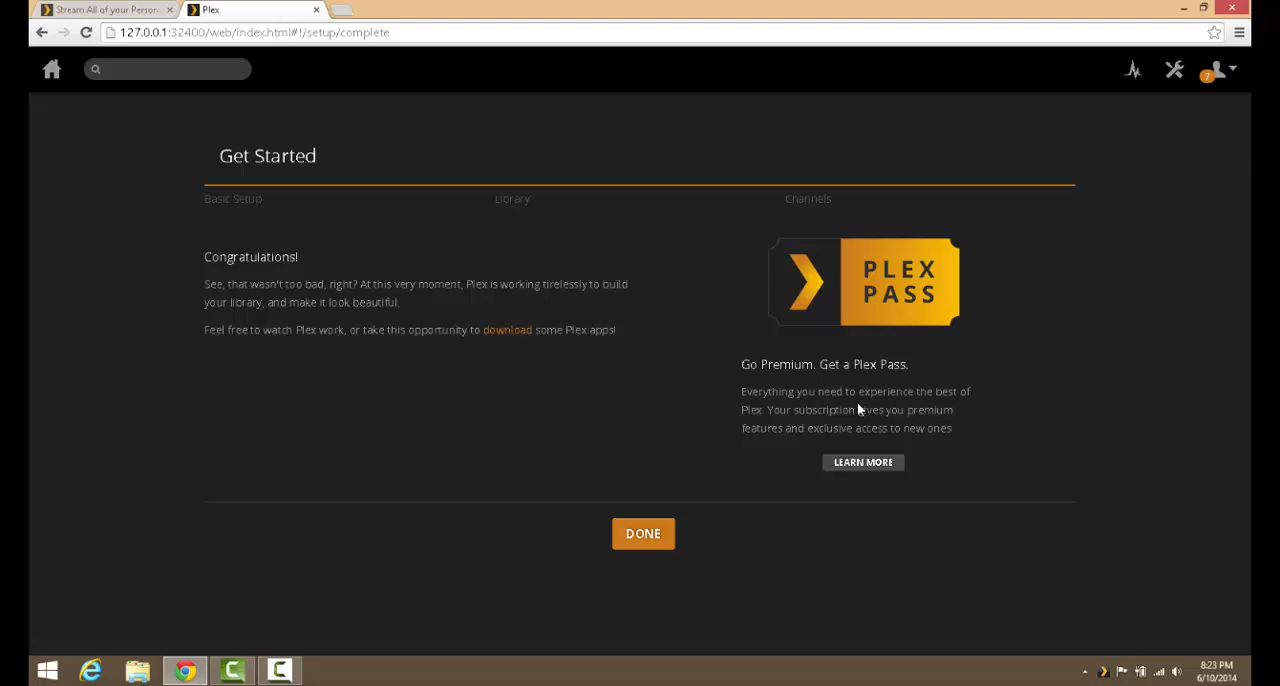 Stream All of your Person
Plex
127.0.0.1:32400/web/index.html#!/setup/complete
7
Get Started
Basic Setup Library Channels
Congratulations!
See, that wasn't too bad, right? At this very moment, Plex is working tirelessly to build
your library, and make it look beautiful.
Feel free to watch Plex work, or take this opportunity to download some Plex apps!
PLEX
PASS
Go Premium. Get a Plex Pass.
Everything you need to experience the best of
Plex. Your subscription gives you premium
features and exclusive access to new ones
LEARN MORE
DONE
8:23 PM
6/10/2014